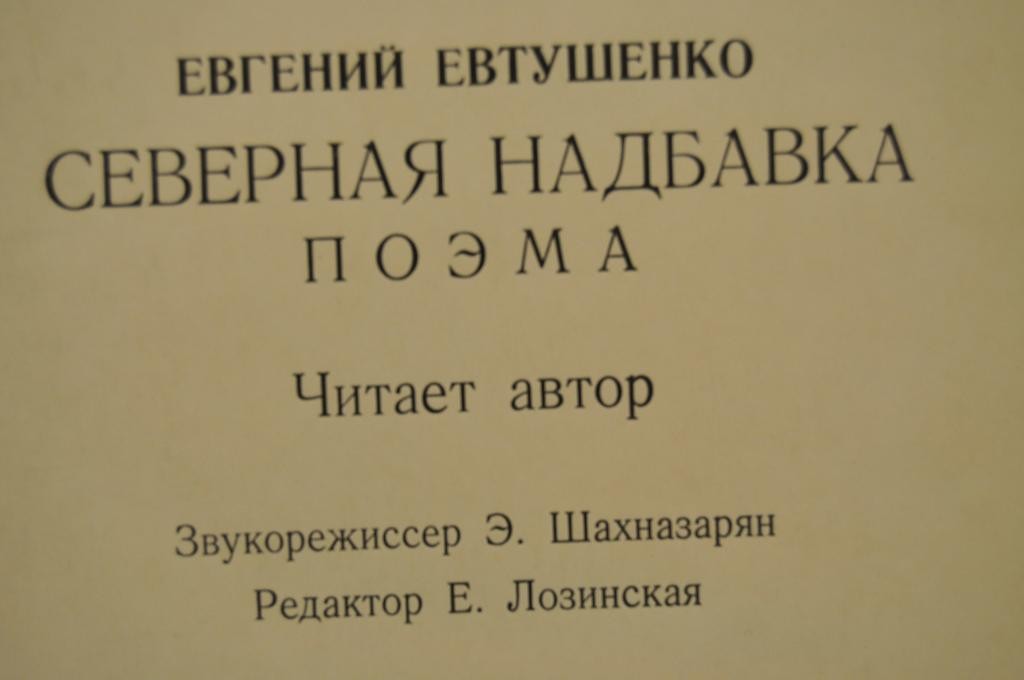 ЕВГЕНИЙ ЕВТУШЕНКО
СЕВЕРНАЯ НАДБАВКА
ПОЭМА
Читает автор
Звукорежиссер Э. Шахназарян
Редактор Е. Лозинская